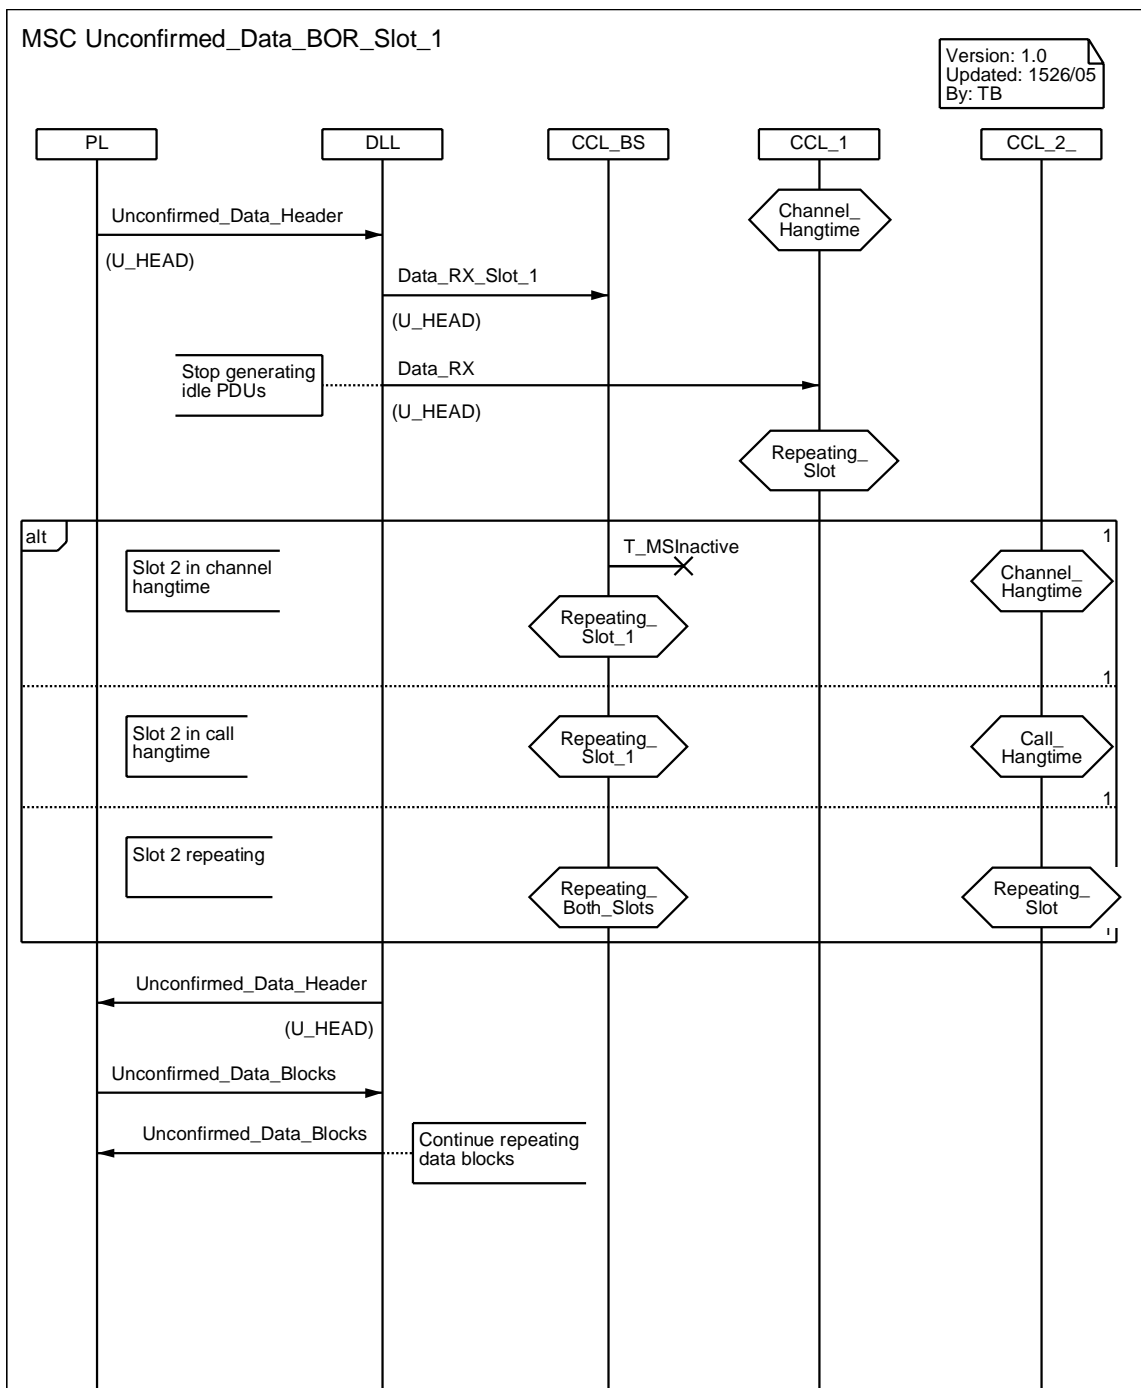 MSC Unconfirmed_Data_BOR_Slot_1
Version: 1.0
Updated: 1526/05
By: TB
PL
DLL
CCL_BS
CCL_1
CCL_2_
Unconfirmed_Data_Header
(U_HEAD)
Channel_
Hangtime
Data_RX_Slot_1
(U_HEAD)
Stop generating
idle PDUs
Data_RX
(U_HEAD)
Repeating_
Slot
alt
1
Slot 2 in channel
hangtime
T_MSInactive
Channel_
Hangtime
Repeating_
Slot_1
1
Slot 2 in call
hangtime
Repeating_
Slot_1
Call_
Hangtime
1
Slot 2 repeating
Repeating_
Both_Slots
Repeating_
Slot
1
Unconfirmed_Data_Header
(U_HEAD)
Unconfirmed_Data_Blocks
Unconfirmed_Data_Blocks
Continue repeating
data blocks